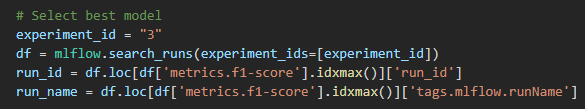 # Select best model
experiment_id = "3"
df = mlflow.search_runs(experiment_ids=[experiment_id])
run_id = df.loc[df['metrics.f1-score'].idxmax()]['run_id']
run_name = df.loc[df['metrics.f1-score'].idxmax()]['tags.mlflow.runName']